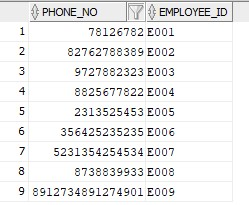 PHONE_NO EMPLOYEE_ID
1 78126782 E001
2 82762788389 E002
3 9727882323 E003
4 8825677822 E004
5 2313525453 E005
6 356425235235 E006
7 5231354254534 E007
8 8738839933 E008
9 8912734891274901 E009